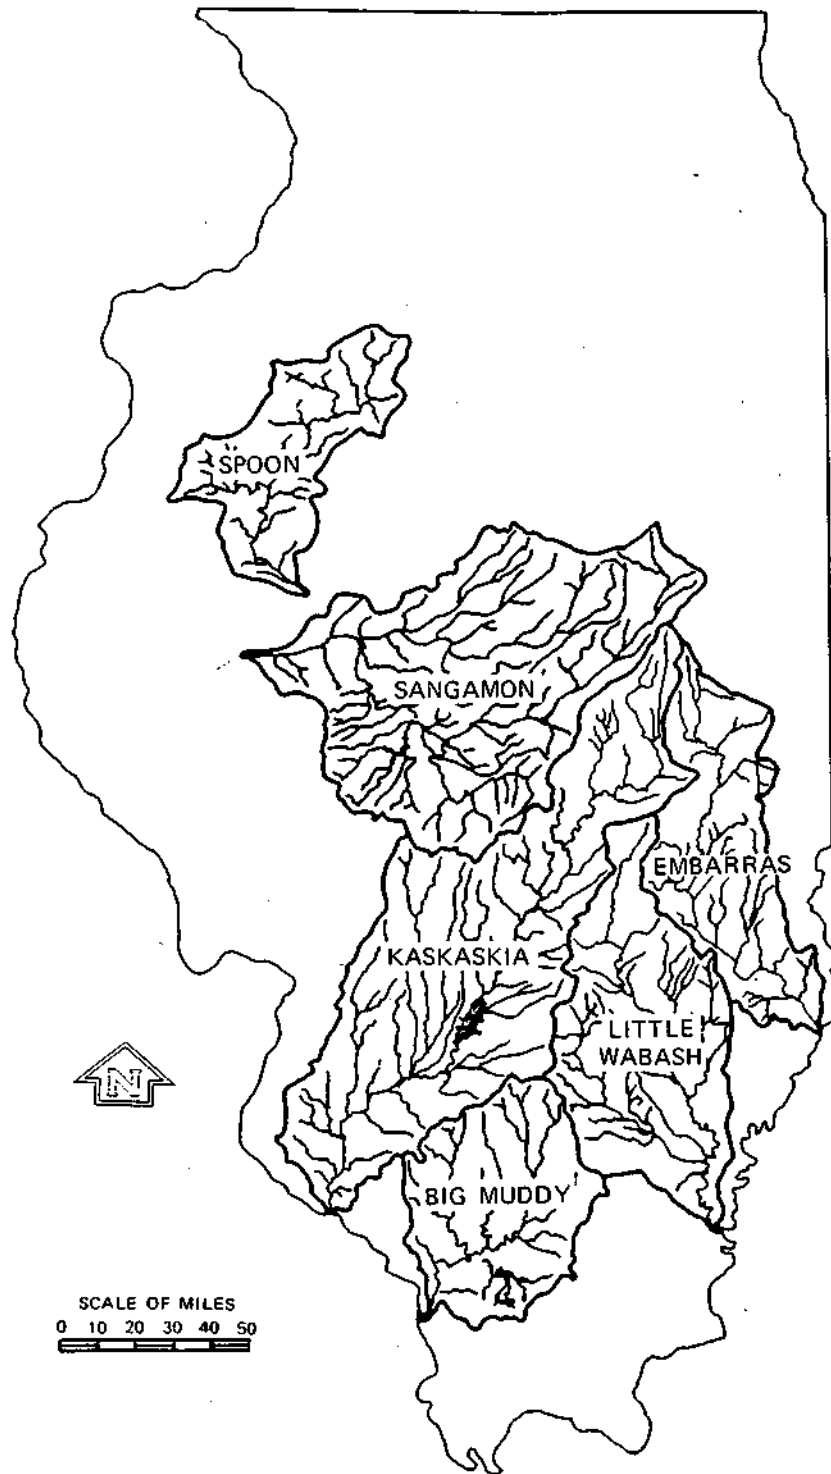 SPOON
SANGAMON
EMBARRAS
KASKASKIA
LITTLE
WABASH
N
BIG MUDDY
SCALE OF MILES
0 10 20 30 40 50